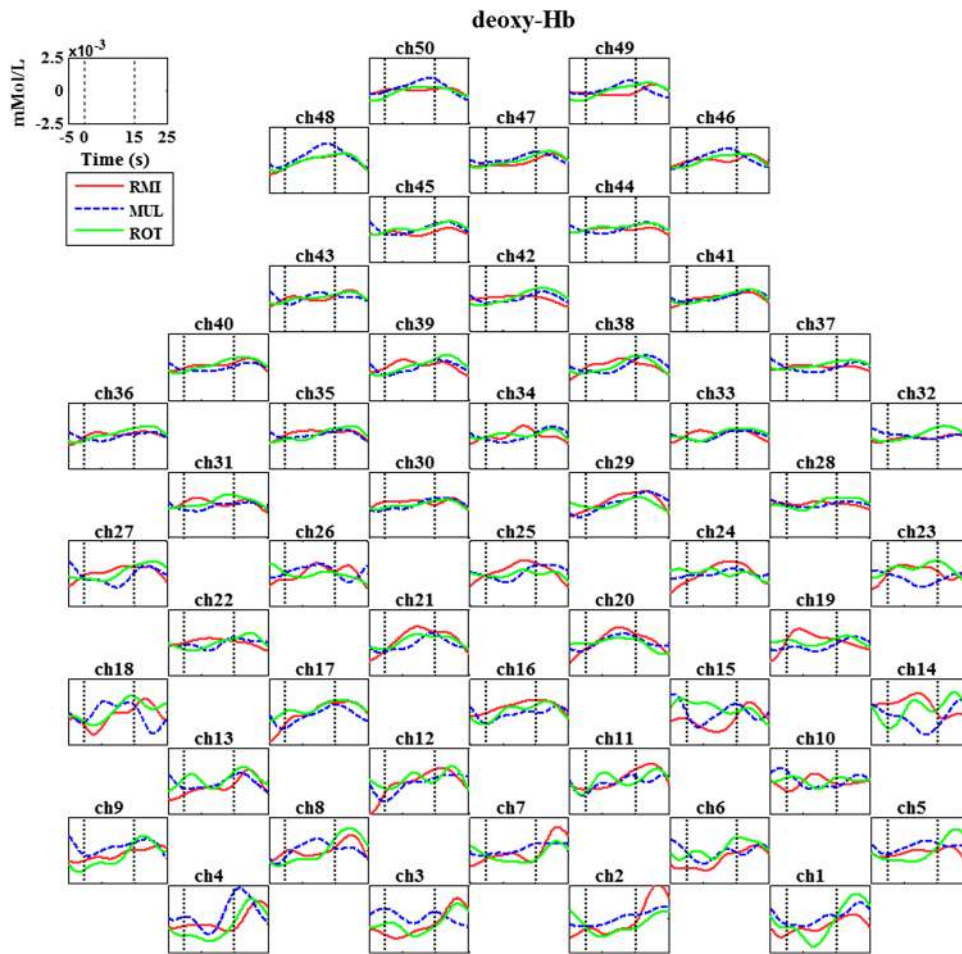 deoxy-Hb
x10⁻³
2.5
0
-2.5
mMol/L
-5 0 15 25
Time (s)
RMI
MUL
ROT
ch50 ch49
ch48 ch47 ch46
ch45 ch44
ch43 ch42 ch41
ch40 ch39 ch38 ch37
ch36 ch35 ch34 ch33 ch32
ch31 ch30 ch29 ch28
ch27 ch26 ch25 ch24 ch23
ch22 ch21 ch20 ch19
ch18 ch17 ch16 ch15 ch14
ch13 ch12 ch11 ch10
ch9 ch8 ch7 ch6 ch5
ch4 ch3 ch2 ch1